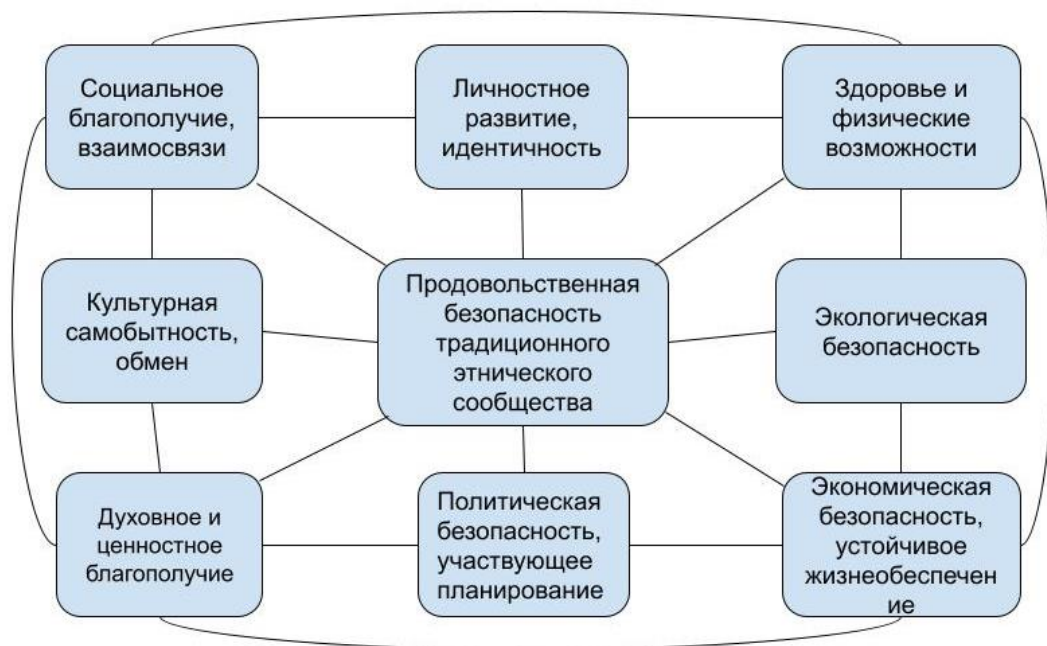 Социальное
благополучие,
взаимосвязи
Личностное
развитие,
идентичность
Здоровье и
физические
возможности
Культурная
самобытность,
обмен
Продовольственная
безопасность
традиционного
этнического
сообщества
Экологическая
безопасность
Духовное и
ценностное
благополучие
Политическая
безопасность,
участвующее
планирование
Экономическая
безопасность,
устойчивое
жизнеобеспечен
ие